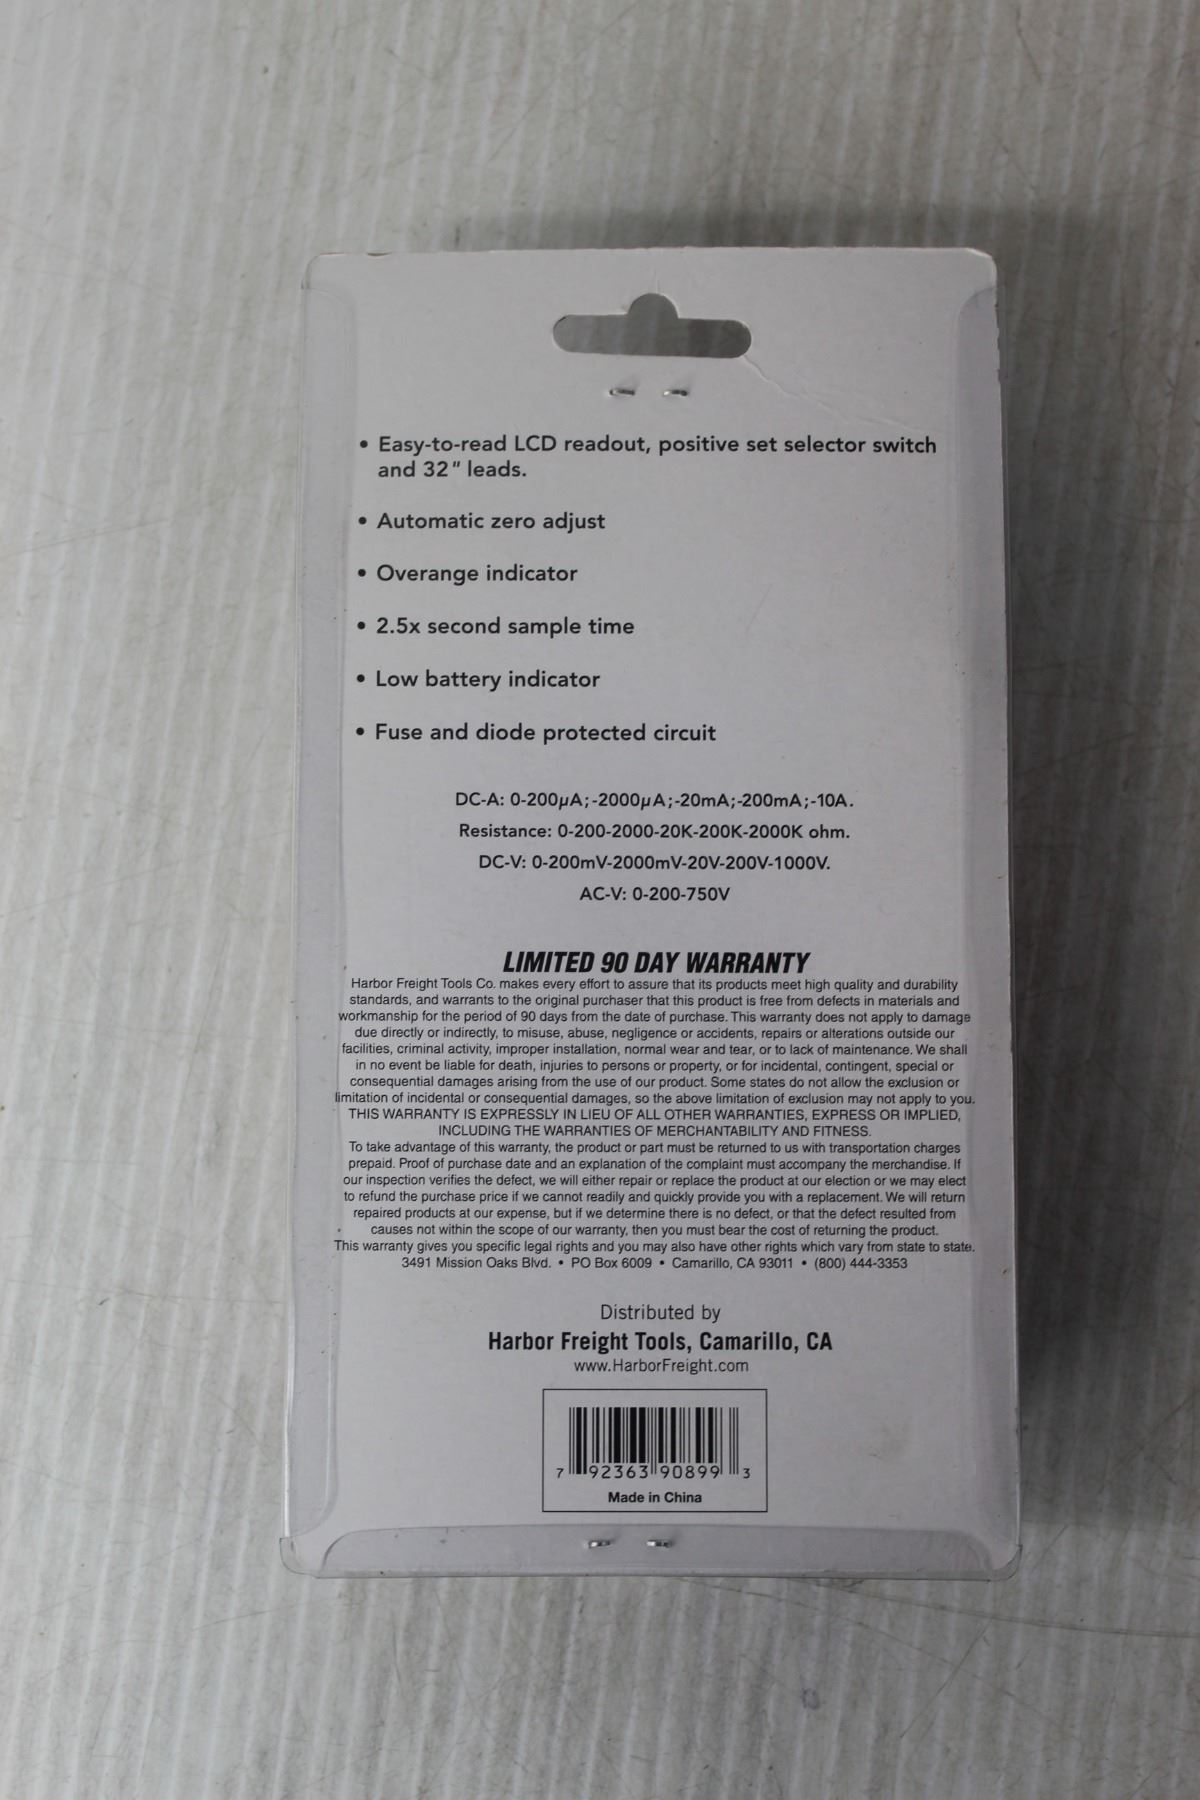 • Easy-to-read LCD readout, positive set selector switch
and 32" leads.
• Automatic zero adjust
• Overange indicator
• 2.5x second sample time
• Low battery indicator
• Fuse and diode protected circuit
DC-A: 0-200µA;-2000µA;-20mA;-200mA;-10A.
Resistance: 0-200-2000-20K-200K-2000K ohm.
DC-V: 0-200mV-2000mV-20V-200V-1000V.
AC-V: 0-200-750V
LIMITED 90 DAY WARRANTY
Harbor Freight Tools Co. makes every effort to assure that its products meet high quality and durability
standards, and warrants to the original purchaser that this product is free from defects in materials and
workmanship for the period of 90 days from the date of purchase. This warranty does not apply to damage
due directly or indirectly, to misuse, abuse, negligence or accidents, repairs or alterations outside our
facilities, criminal activity, improper installation, normal wear and tear, or to lack of maintenance. We shall
in no event be liable for death, injuries to persons or property, or for incidental, contingent, special or
consequential damages arising from the use of our product. Some states do not allow the exclusion or
limitation of incidental or consequential damages, so the above limitation of exclusion may not apply to you.
THIS WARRANTY IS EXPRESSLY IN LIEU OF ALL OTHER WARRANTIES, EXPRESS OR IMPLIED,
INCLUDING THE WARRANTIES OF MERCHANTABILITY AND FITNESS.
To take advantage of this warranty, the product or part must be returned to us with transportation charges
prepaid. Proof of purchase date and an explanation of the complaint must accompany the merchandise. If
our inspection verifies the defect, we will either repair or replace the product at our election or we may elect
to refund the purchase price if we cannot readily and quickly provide you with a replacement. We will return
repaired products at our expense, but if we determine there is no defect, or that the defect resulted from
causes not within the scope of our warranty, then you must bear the cost of returning the product.
This warranty gives you specific legal rights and you may also have other rights which vary from state to state.
3491 Mission Oaks Blvd. • PO Box 6009 • Camarillo, CA 93011 • (800) 444-3353
Distributed by
Harbor Freight Tools, Camarillo, CA
www.HarborFreight.com
7 92363 90899 3
Made in China